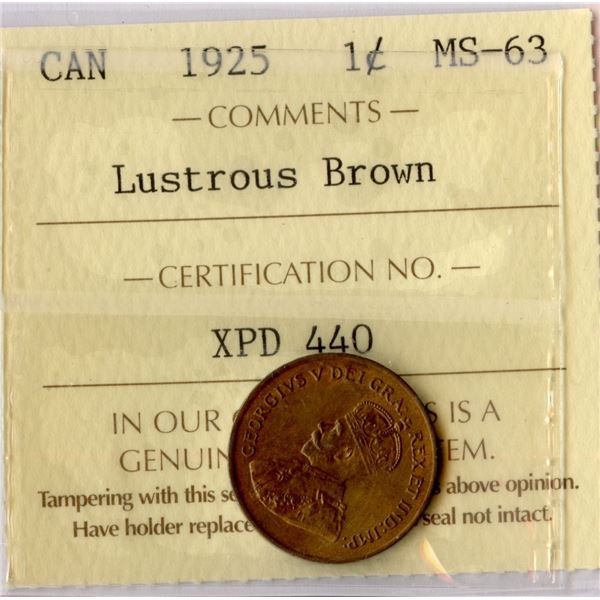 CAN 1925 1¢ MS-63
— COMMENTS —
Lustrous Brown
— CERTIFICATION NO. —
XPD 440
IN OUR S IS A
GENUIN EM.
Tampering with this se above opinion.
Have holder replace seal not intact.
GEORGIVS V DEI GRA: REX ET IND:IMP: